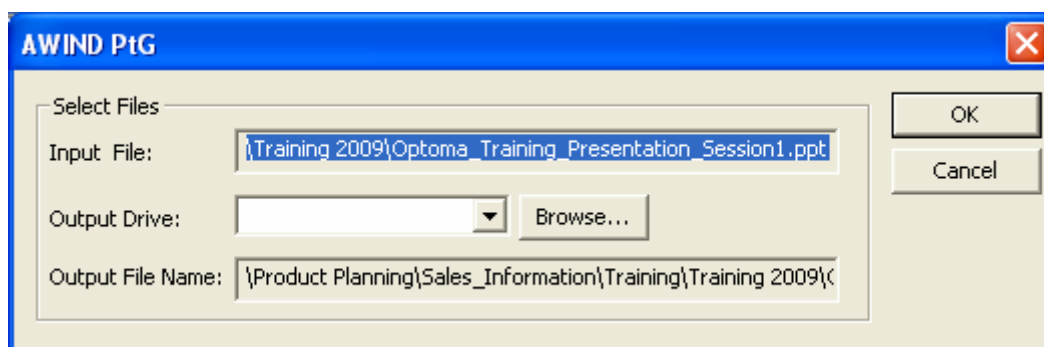 AWIND PtG
Select Files
Input File: \Training 2009\Optoma_Training_Presentation_Session1.ppt
OK
Cancel
Output Drive: Browse...
Output File Name: \Product Planning\Sales_Information\Training\Training 2009\